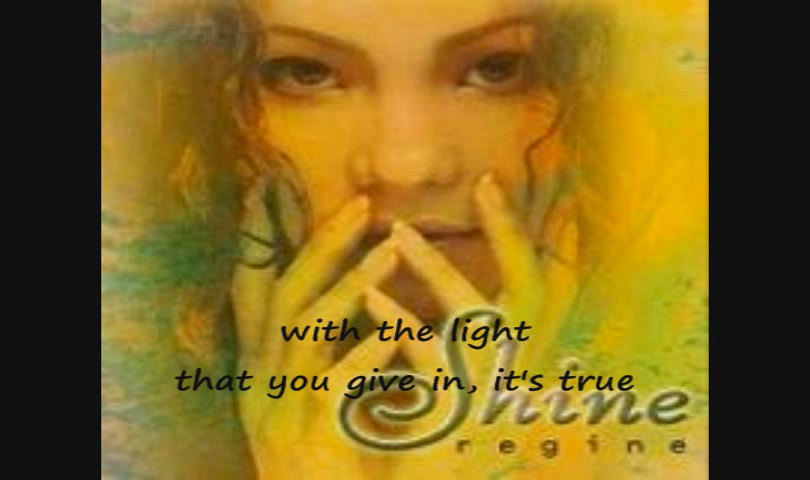 with the light
that you give in, it's true
Shine
regine